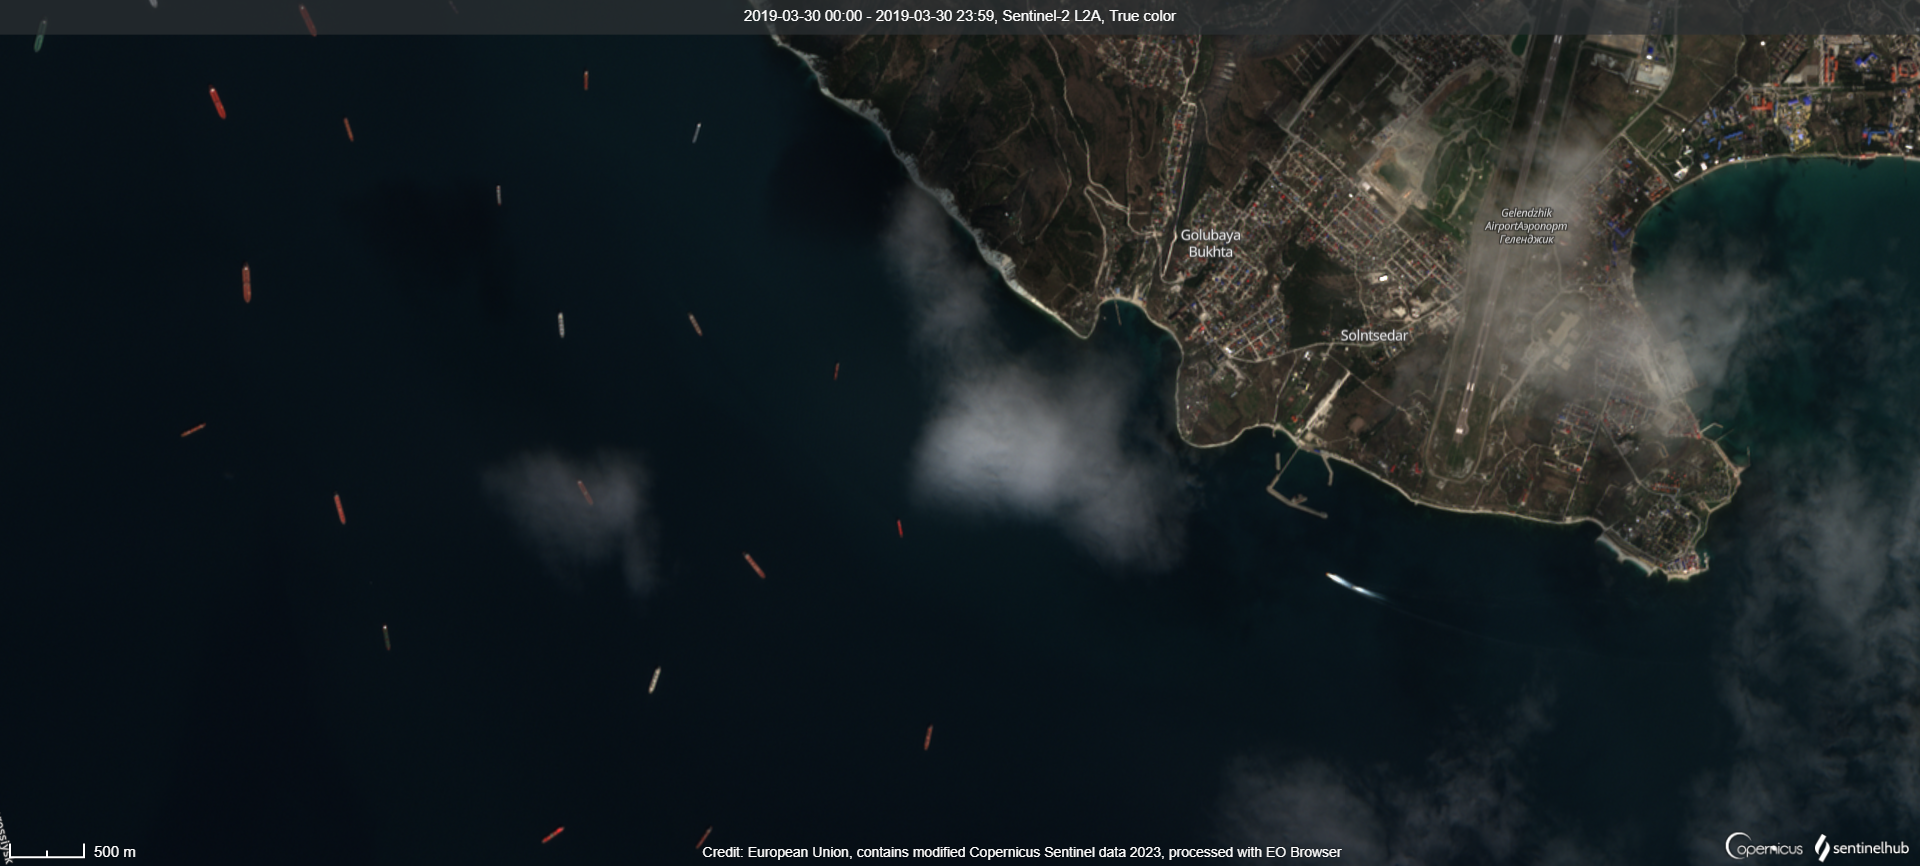 2019-03-30 00:00 - 2019-03-30 23:59, Sentinel-2 L2A, True color
Gelendzhik
AirportАэропорт
Геленджик
Golubaya
Bukhta
Solntsedar
500 m
Credit: European Union, contains modified Copernicus Sentinel data 2023, processed with EO Browser
Copernicus
sentinelhub